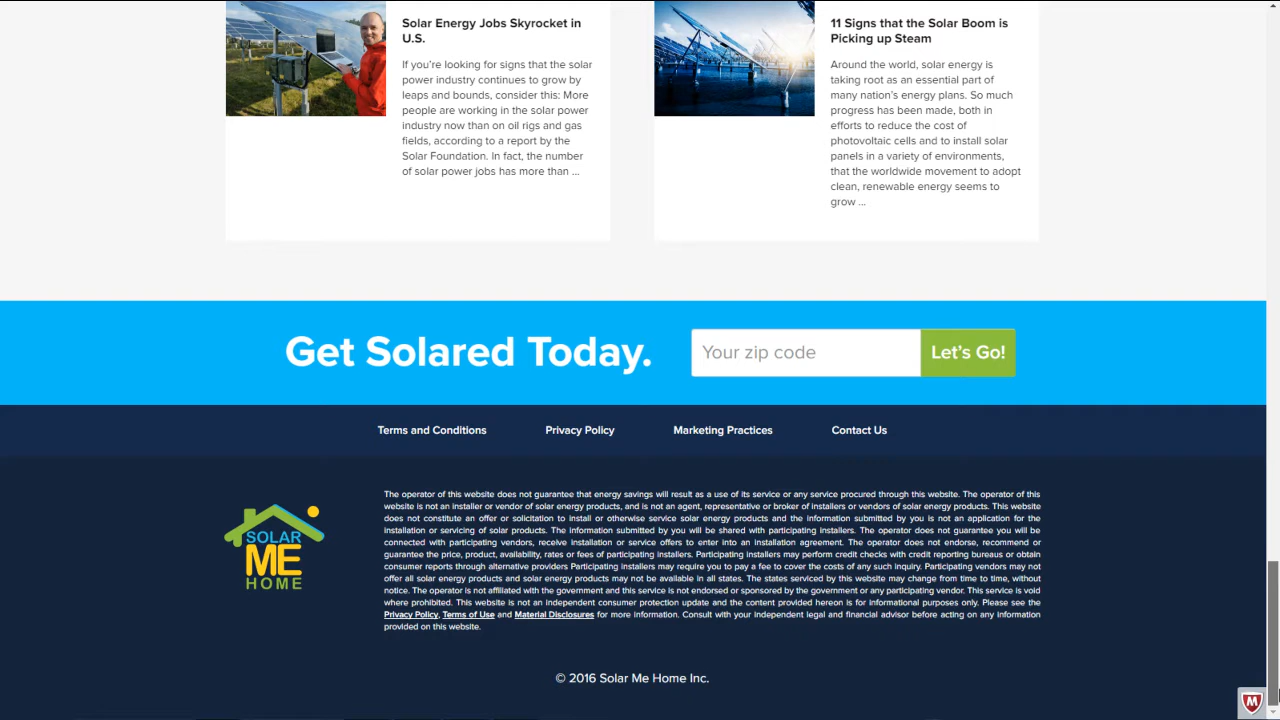 Solar Energy Jobs Skyrocket in
U.S.
If you're looking for signs that the solar
power industry continues to grow by
leaps and bounds, consider this: More
people are working in the solar power
industry now than on oil rigs and gas
fields, according to a report by the
Solar Foundation. In fact, the number
of solar power jobs has more than ...
11 Signs that the Solar Boom is
Picking up Steam
Around the world, solar energy is
taking root as an essential part of
many nation's energy plans. So much
progress has been made, both in
efforts to reduce the cost of
photovoltaic cells and to install solar
panels in a variety of environments,
that the worldwide movement to adopt
clean, renewable energy seems to
grow ...
Get Solared Today.
Your zip code
Let's Go!
Terms and Conditions
Privacy Policy
Marketing Practices
Contact Us
SOLAR
ME
HOME
The operator of this website does not guarantee that energy savings will result as a use of its service or any service procured through this website. The operator of this
website is not an installer or vendor of solar energy products, and is not an agent, representative or broker of installers or vendors of solar energy products. This website
does not constitute an offer or solicitation to install or otherwise service solar energy products and the information submitted by you is not an application for the
installation or servicing of solar products. The information submitted by you will be shared with participating installers. The operator does not guarantee you will be
connected with participating vendors, receive installation or service offers to enter into an installation agreement. The operator does not endorse, recommend or
guarantee the price, product, availability, rates or fees of participating installers. Participating installers may perform credit checks with credit reporting bureaus or obtain
consumer reports through alternative providers Participating installers may require you to pay a fee to cover the costs of any such inquiry. Participating vendors may not
offer all solar energy products and solar energy products may not be available in all states. The states serviced by this website may change from time to time, without
notice. The operator is not affiliated with the government and this service is not endorsed or sponsored by the government or any participating vendor. This service is void
where prohibited. This website is not an independent consumer protection update and the content provided hereon is for informational purposes only. Please see the
Privacy Policy, Terms of Use and Material Disclosures for more information. Consult with your independent legal and financial advisor before acting on any information
provided on this website.
© 2016 Solar Me Home Inc.
M